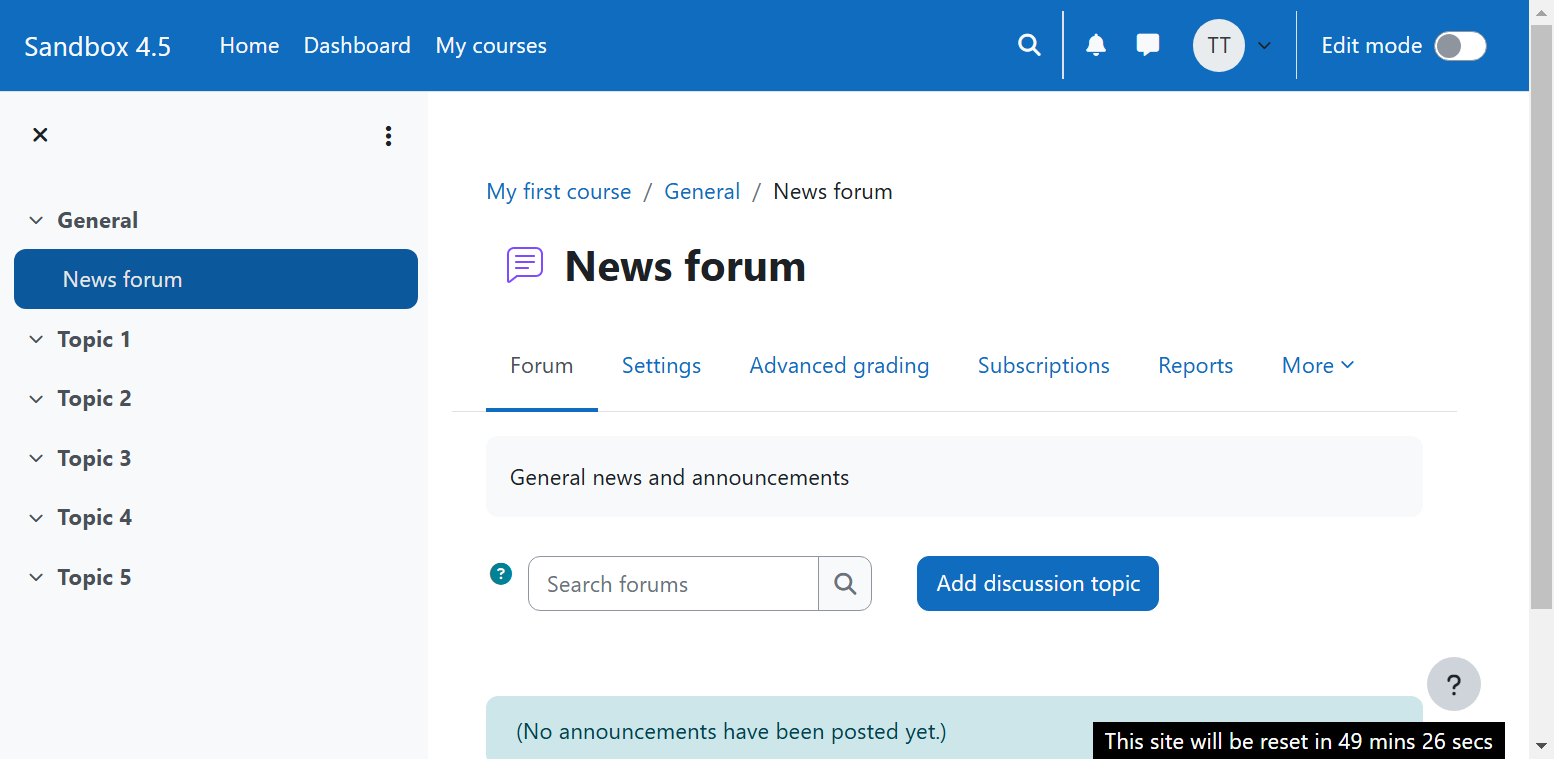 Sandbox 4.5 Home Dashboard My courses TT Edit mode
General
News forum
Topic 1
Topic 2
Topic 3
Topic 4
Topic 5
My first course / General / News forum
News forum
Forum Settings Advanced grading Subscriptions Reports More
General news and announcements
? Search forums Add discussion topic
?
(No announcements have been posted yet.)
This site will be reset in 49 mins 26 secs